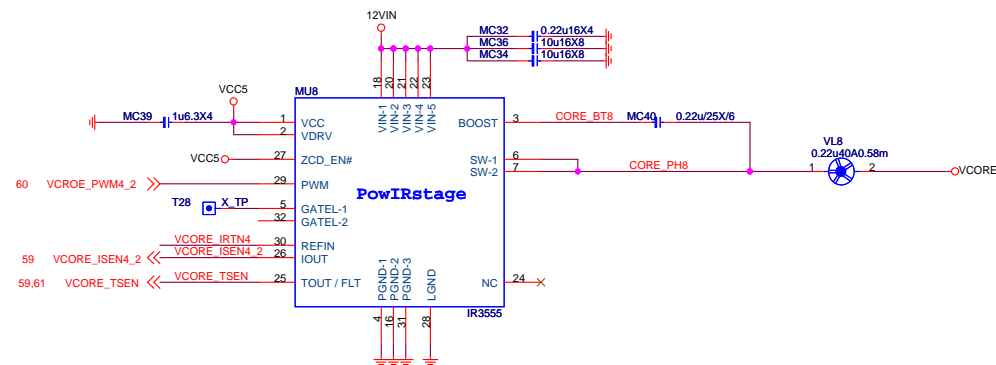 12VIN
MC32 0.22u16X4
MC36 10u16X8
MC34 10u16X8
18 20 21 22 23
VCC5
MU8
VIN-1 VIN-2 VIN-3 VIN-4 VIN-5
MC39 1u6.3X4
1 VCC
2 VDRV
BOOST 3 CORE_BT8 MC40 0.22u/25X/6
VL8
0.22u40A0.58m
VCC5 27 ZCD_EN#
SW-1 6
SW-2 7 CORE_PH8 1 2 VCORE
60 VCROE_PWM4_2 29 PWM
PowIRstage
T28 X_TP 5 GATEL-1
32 GATEL-2
VCORE_IRTN4 30 REFIN
59 VCORE_ISEN4_2 VCORE_ISEN4_2 26 IOUT
59,61 VCORE_TSEN VCORE_TSEN 25 TOUT / FLT
NC 24
PGND-1 PGND-2 PGND-3 LGND
IR3555
4 16 31 28